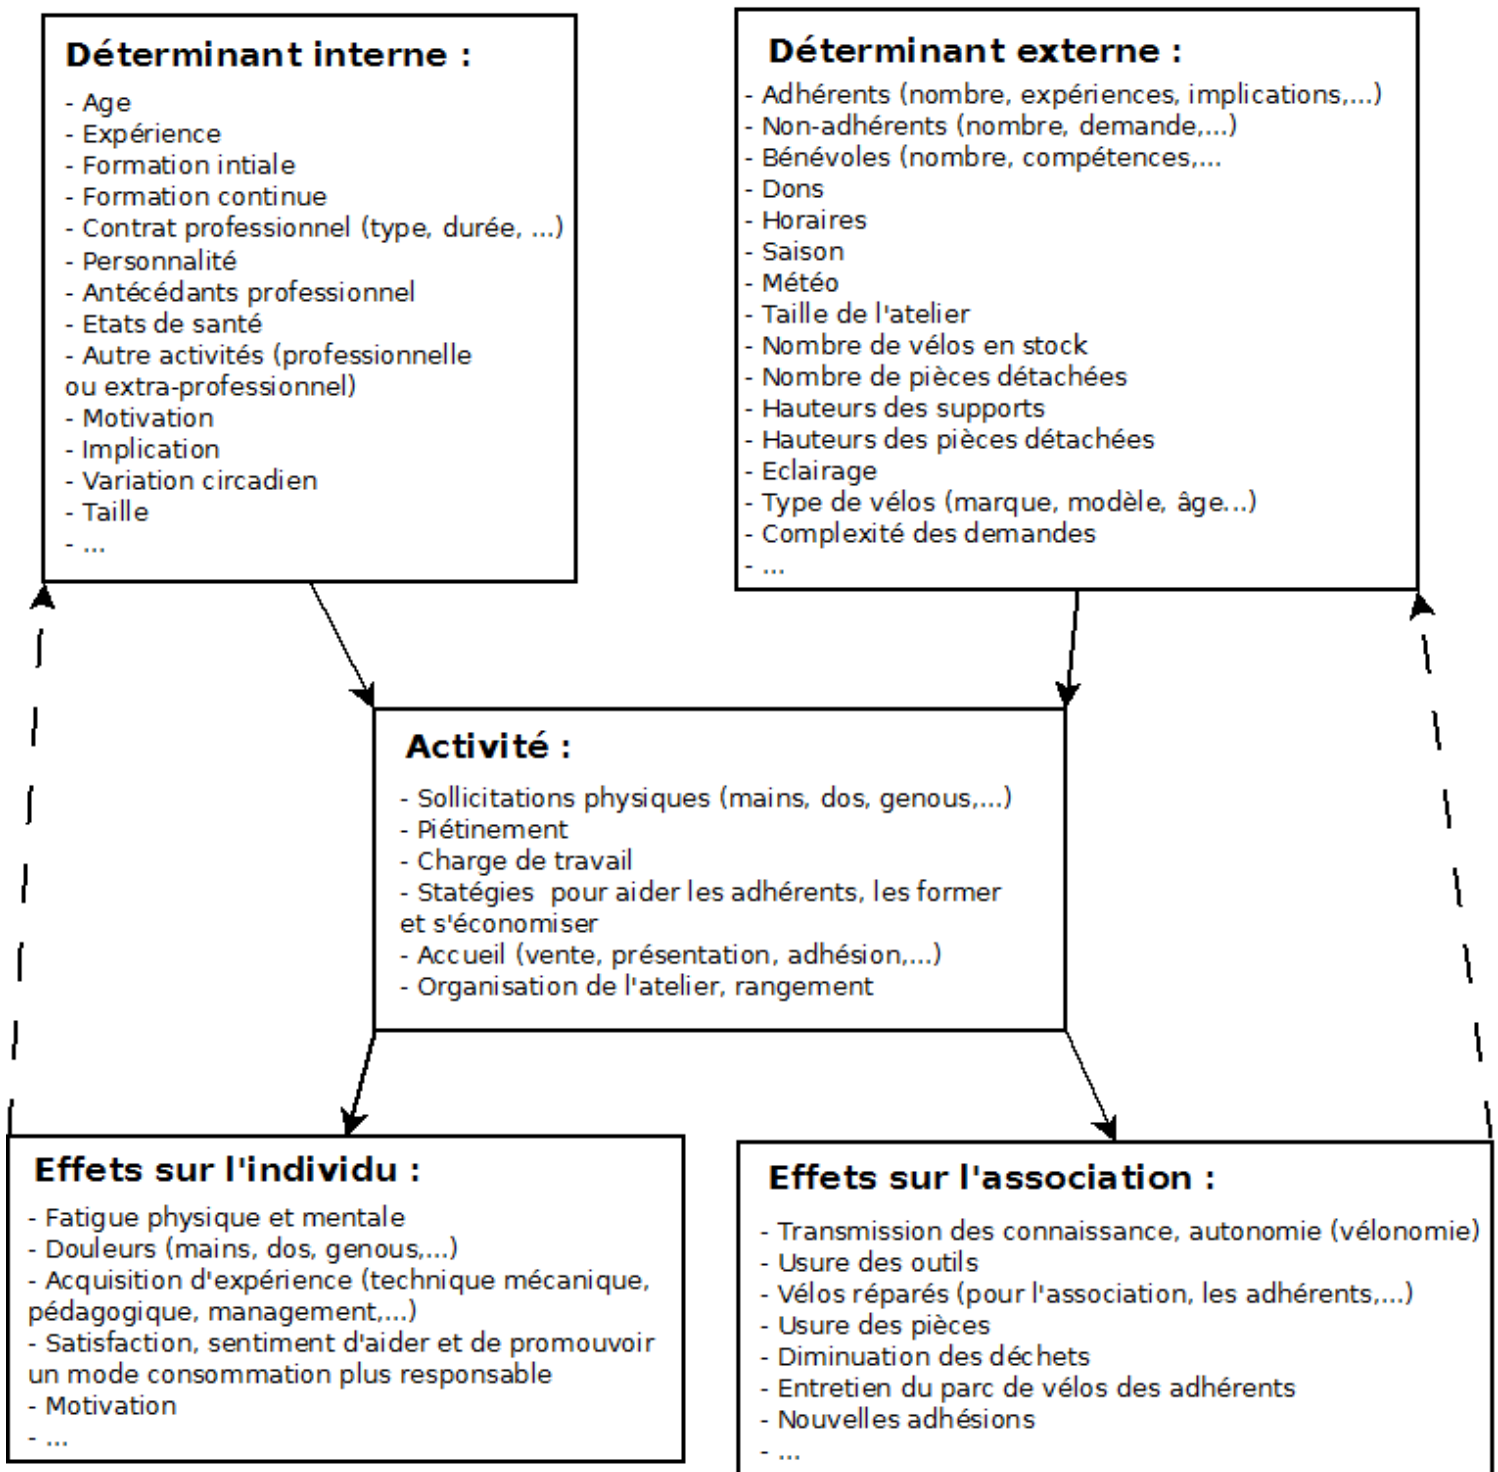 Déterminant interne :
- Age
- Expérience
- Formation intiale
- Formation continue
- Contrat professionnel (type, durée, ...)
- Personnalité
- Antécédants professionnel
- Etats de santé
- Autre activités (professionnelle
ou extra-professionnel)
- Motivation
- Implication
- Variation circadien
- Taille
- ...
Déterminant externe :
- Adhérents (nombre, expériences, implications,...)
- Non-adhérents (nombre, demande,...)
- Bénévoles (nombre, compétences,...
- Dons
- Horaires
- Saison
- Météo
- Taille de l'atelier
- Nombre de vélos en stock
- Nombre de pièces détachées
- Hauteurs des supports
- Hauteurs des pièces détachées
- Eclairage
- Type de vélos (marque, modèle, âge...)
- Complexité des demandes
- ...
Activité :
- Sollicitations physiques (mains, dos, genous,...)
- Piétinement
- Charge de travail
- Statégies pour aider les adhérents, les former
et s'économiser
- Accueil (vente, présentation, adhésion,...)
- Organisation de l'atelier, rangement
Effets sur l'individu :
- Fatigue physique et mentale
- Douleurs (mains, dos, genous,...)
- Acquisition d'expérience (technique mécanique,
pédagogique, management,...)
- Satisfaction, sentiment d'aider et de promouvoir
un mode consommation plus responsable
- Motivation
- ...
Effets sur l'association :
- Transmission des connaissance, autonomie (vélonomie)
- Usure des outils
- Vélos réparés (pour l'association, les adhérents,...)
- Usure des pièces
- Diminuation des déchets
- Entretien du parc de vélos des adhérents
- Nouvelles adhésions
- ...